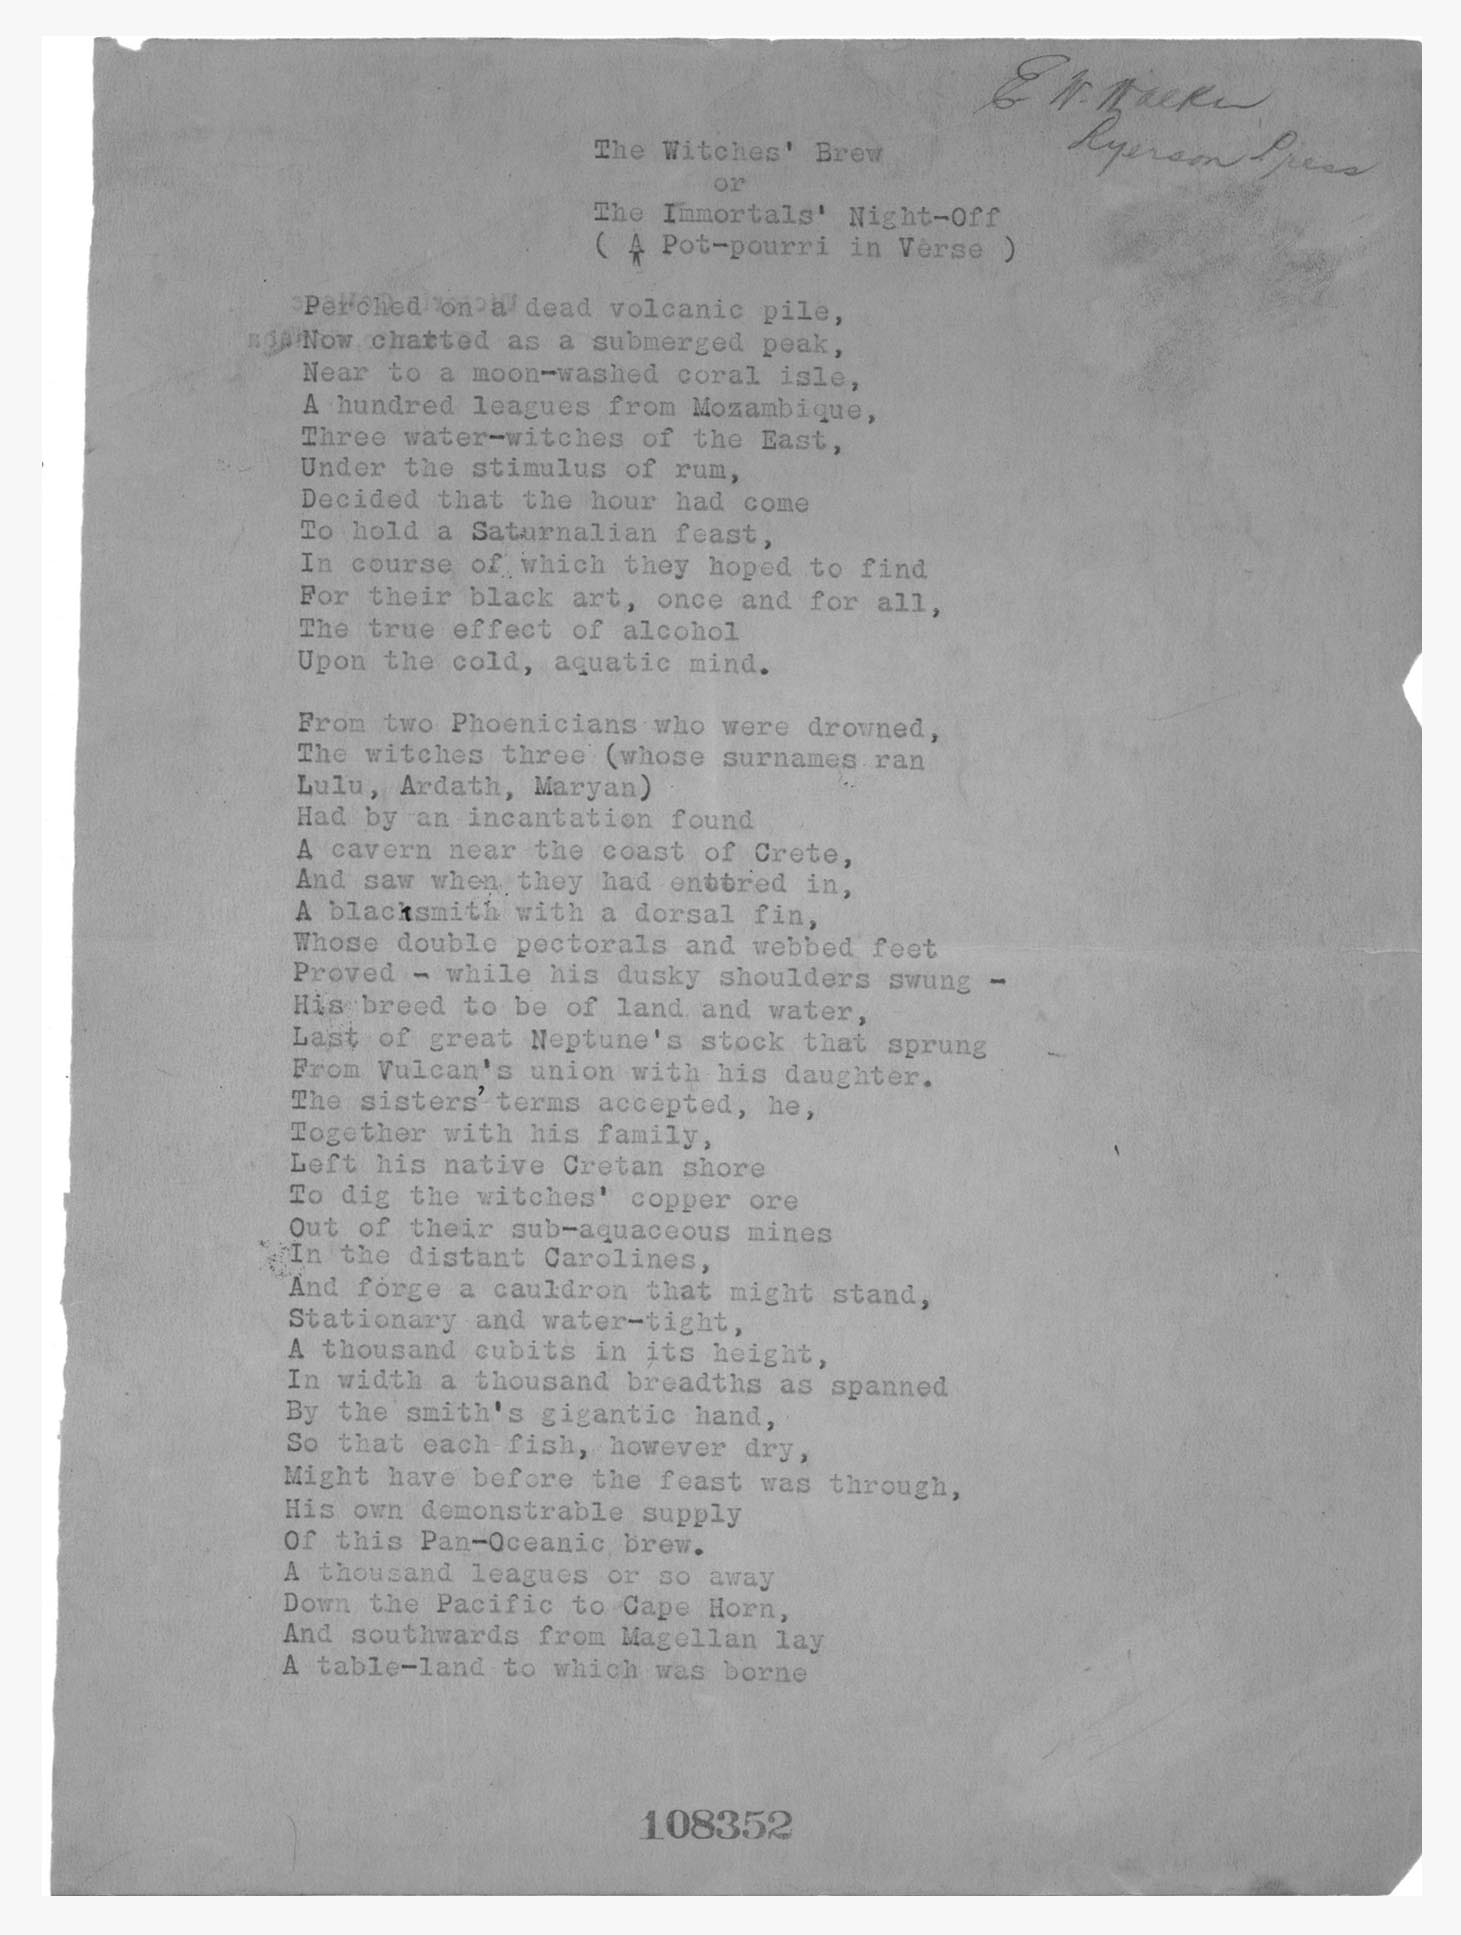 E W. Walker
Ryerson Press
The Witches' Brew
or
The Immortals' Night-Off
( A Pot-pourri in Verse )
Perched on a dead volcanic pile,
Now charted as a submerged peak,
Near to a moon-washed coral isle,
A hundred leagues from Mozambique,
Three water-witches of the East,
Under the stimulus of rum,
Decided that the hour had come
To hold a Saturnalian feast,
In course of which they hoped to find
For their black art, once and for all,
The true effect of alcohol
Upon the cold, aquatic mind.
From two Phoenicians who were drowned,
The witches three (whose surnames ran
Lulu, Ardath, Maryan)
Had by an incantation found
A cavern near the coast of Crete,
And saw when they had entered in,
A blacksmith with a dorsal fin,
Whose double pectorals and webbed feet
Proved - while his dusky shoulders swung -
His breed to be of land and water,
Last of great Neptune's stock that sprung
From Vulcan's union with his daughter.
The sisters' terms accepted, he,
Together with his family,
Left his native Cretan shore
To dig the witches' copper ore
Out of their sub-aquaceous mines
In the distant Carolines,
And forge a cauldron that might stand,
Stationary and water-tight,
A thousand cubits in its height,
In width a thousand breadths as spanned
By the smith's gigantic hand,
So that each fish, however dry,
Might have before the feast was through,
His own demonstrable supply
Of this Pan-Oceanic brew.
A thousand leagues or so away
Down the Pacific to Cape Horn,
And southwards from Magellan lay
A table-land to which was borne
108352